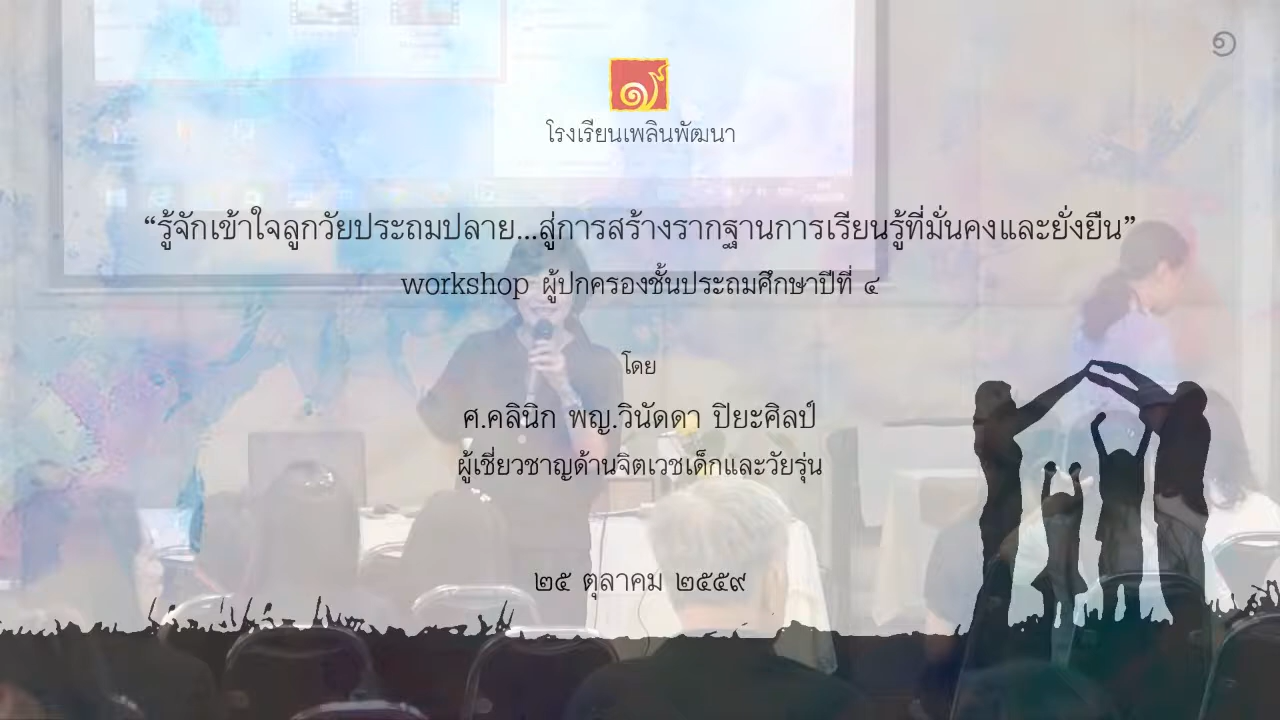 ๑
โรงเรียนเพลินพัฒนา
“รู้จักเข้าใจลูกวัยประถมปลาย...สู่การสร้างรากฐานการเรียนรู้ที่มั่นคงและยั่งยืน”
workshop ผู้ปกครองชั้นประถมศึกษาปีที่ ๔
โดย
ศ.คลินิก พญ.วินัดดา ปิยะศิลป์
ผู้เชี่ยวชาญด้านจิตเวชเด็กและวัยรุ่น
๒๕ ตุลาคม ๒๕๕๙